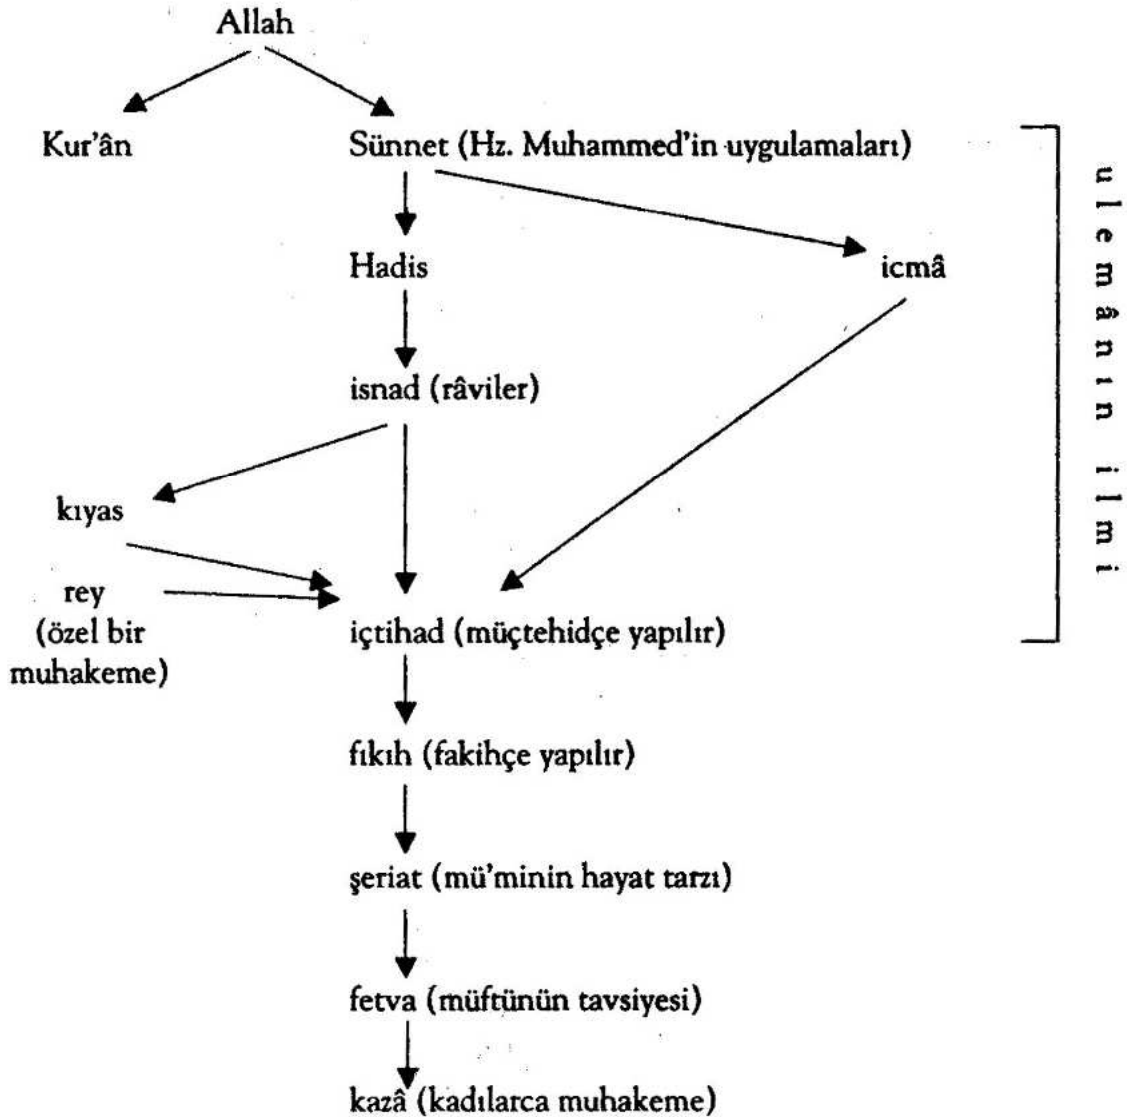 Allah
Kur'ân
Sünnet (Hz. Muhammed'in uygulamaları)
Hadis
icmâ
isnad (râviler)
kıyas
rey
(özel bir
muhakeme)
içtihad (müçtehidçe yapılır)
fıkıh (fakihçe yapılır)
şeriat (mü'minin hayat tarzı)
fetva (müftünün tavsiyesi)
kazâ (kadılarca muhakeme)
ulemânın ilmi